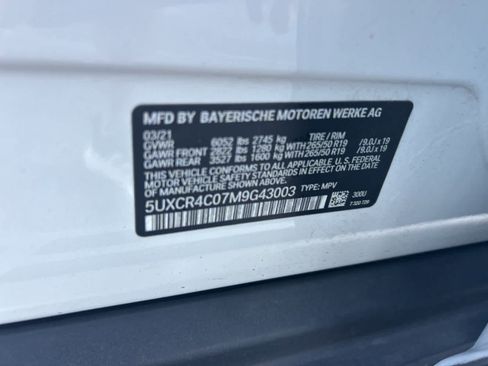 MFD BY BAYERISCHE MOTOREN WERKE AG
03/21 TIRE / RIM
GVWR 6052 lbs 2745 kg
GAWR FRONT 2822 lbs 1280 kg WITH 265/50 R19 /9.0J x 19
GAWR REAR 3527 lbs 1600 kg WITH 265/50 R19 /9.0J x 19
THIS VEHICLE CONFORMS TO ALL APPLICABLE U.S. FEDERAL
MOTOR VEHICLE SAFETY STANDARDS IN EFFECT ON THE
DATE OF MANUFACTURE SHOWN ABOVE.
5UXCR4C07M9G43003 TYPE: MPV 300U